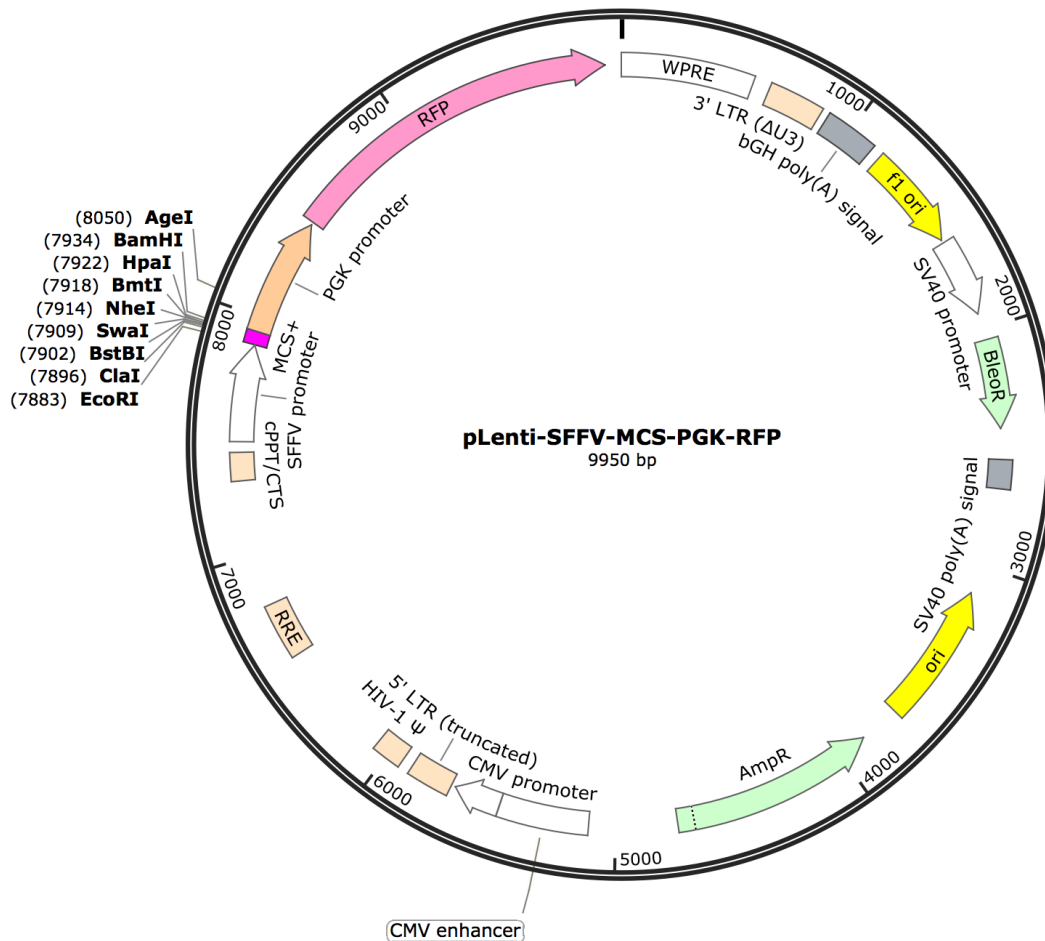 WPRE
3' LTR (ΔU3)
bGH poly(A) signal
1000
f1 ori
SV40 promoter
2000
BleoR
SV40 poly(A) signal
3000
ori
4000
AmpR
5000
CMV enhancer
CMV promoter
5' LTR (truncated)
HIV-1 Ψ
6000
RRE
7000
cPPT/CTS
SFFV promoter
MCS+
8000
PGK promoter
RFP
9000
(8050) AgeI
(7934) BamHI
(7922) HpaI
(7918) BmtI
(7914) NheI
(7909) SwaI
(7902) BstBI
(7896) ClaI
(7883) EcoRI
pLenti-SFFV-MCS-PGK-RFP
9950 bp